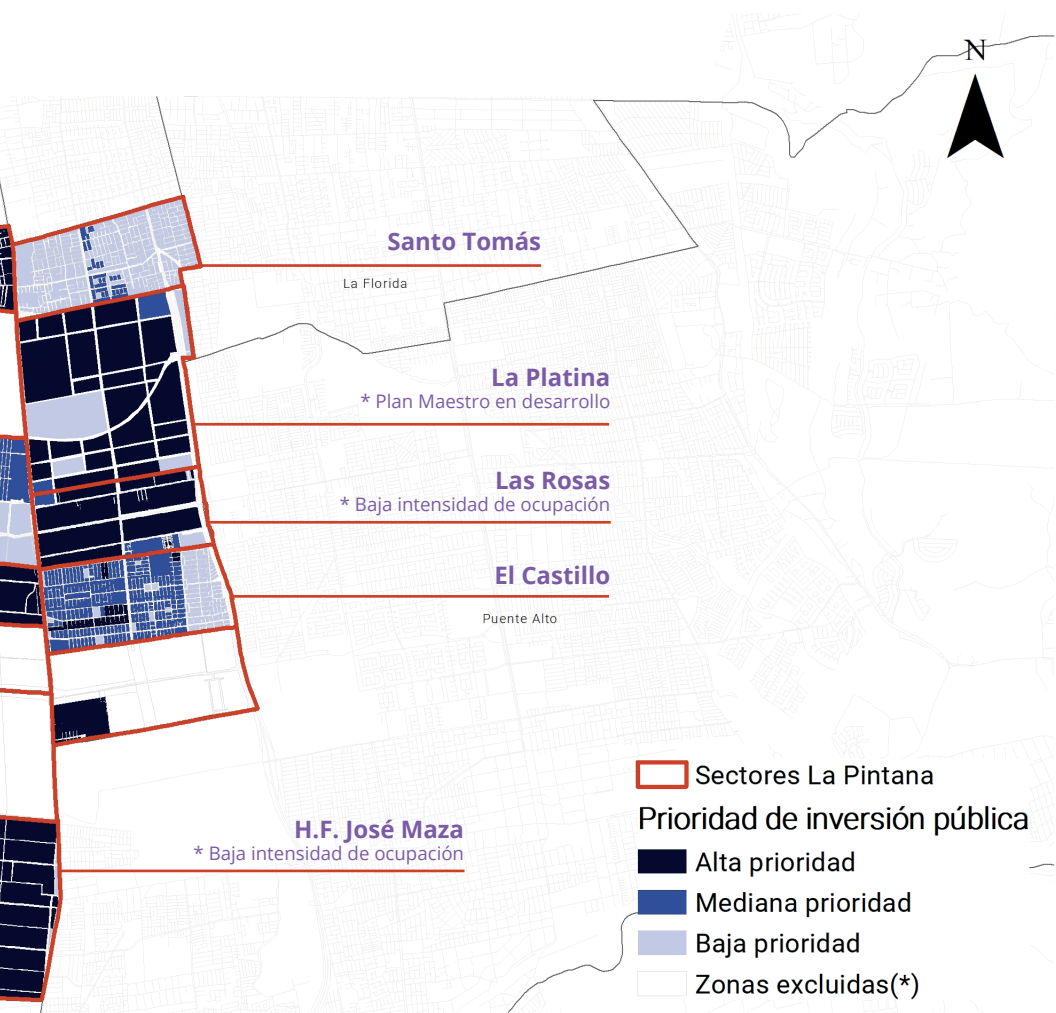 N
Santo Tomás
La Florida
La Platina
* Plan Maestro en desarrollo
Las Rosas
* Baja intensidad de ocupación
El Castillo
Puente Alto
H.F. José Maza
* Baja intensidad de ocupación
Sectores La Pintana
Prioridad de inversión pública
Alta prioridad
Mediana prioridad
Baja prioridad
Zonas excluidas(*)